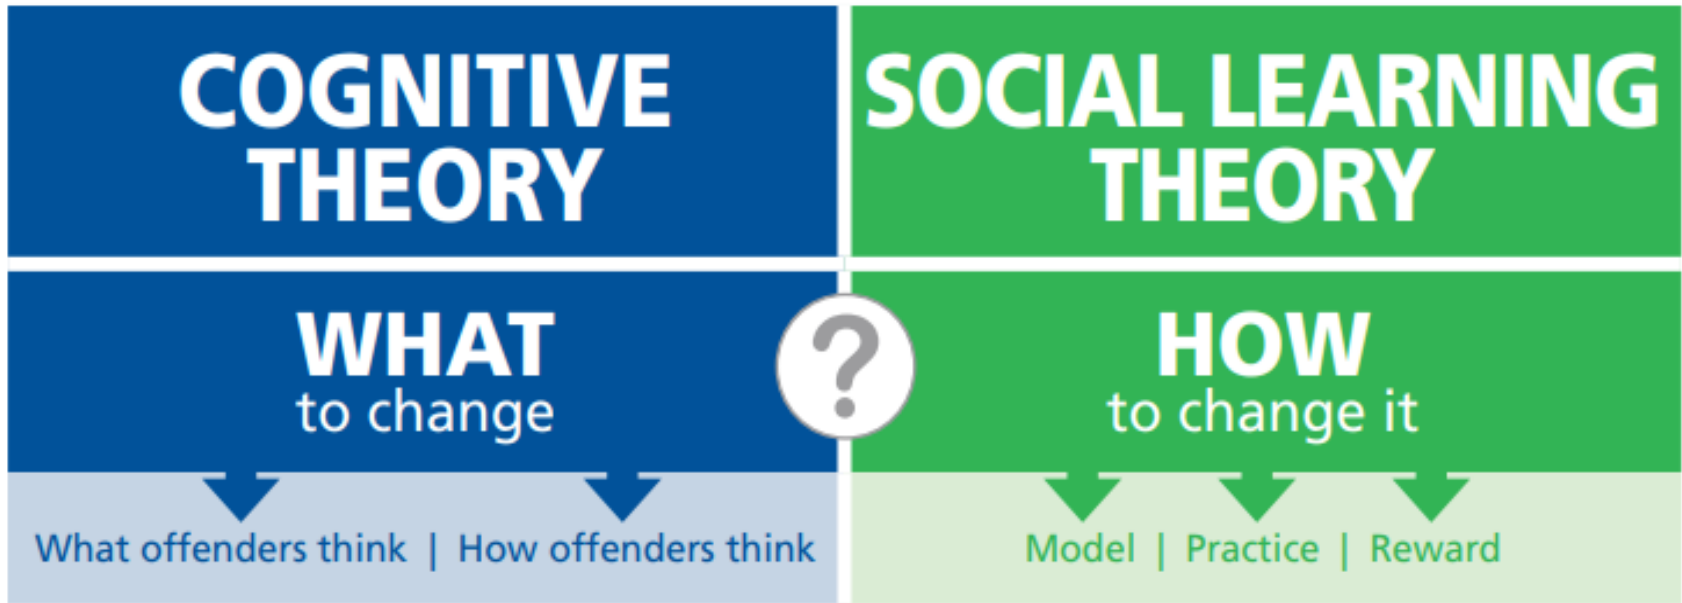 COGNITIVE
THEORY
SOCIAL LEARNING
THEORY
WHAT
to change
?
HOW
to change it
What offenders think | How offenders think
Model | Practice | Reward